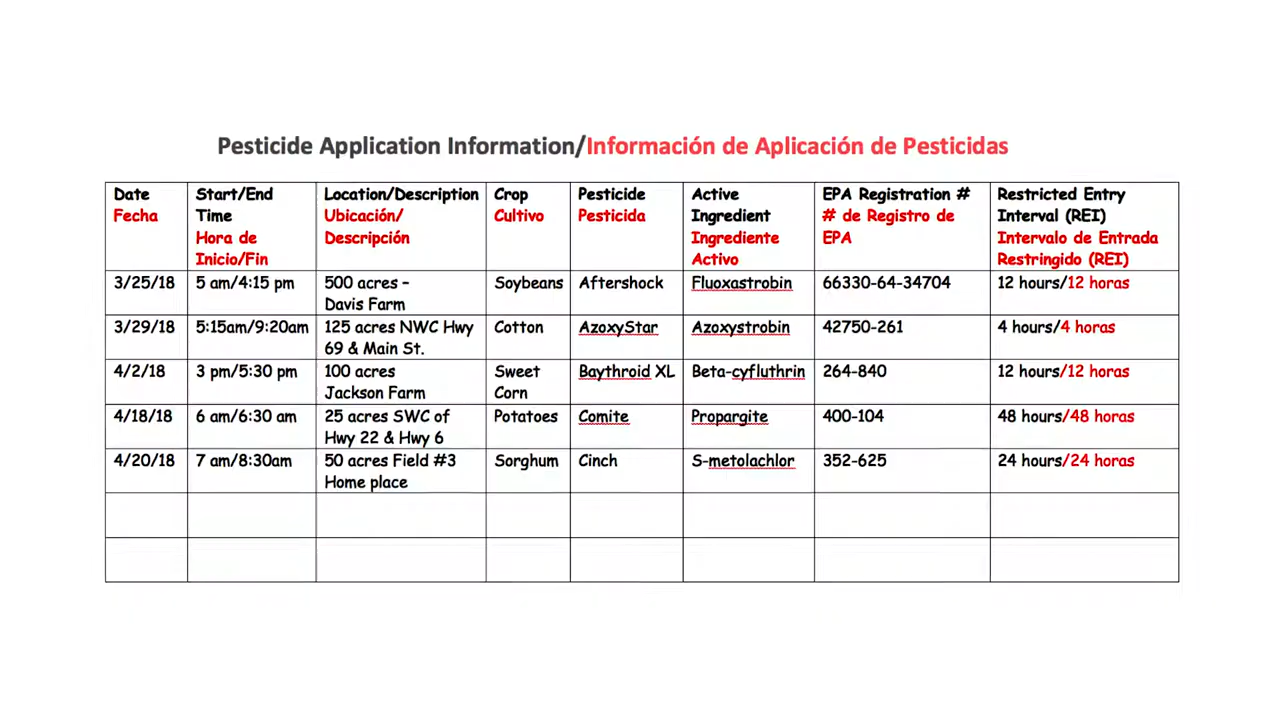 Pesticide Application Information/Información de Aplicación de Pesticidas
Date
Fecha
Start/End
Time
Hora de
Inicio/Fin
Location/Description
Ubicación/
Descripción
Crop
Cultivo
Pesticide
Pesticida
Active
Ingredient
Ingrediente
Activo
EPA Registration #
# de Registro de
EPA
Restricted Entry
Interval (REI)
Intervalo de Entrada
Restringido (REI)
3/25/18
5 am/4:15 pm
500 acres –
Davis Farm
Soybeans
Aftershock
Fluoxastrobin
66330-64-34704
12 hours/12 horas
3/29/18
5:15am/9:20am
125 acres NWC Hwy
69 & Main St.
Cotton
AzoxyStar
Azoxystrobin
42750-261
4 hours/4 horas
4/2/18
3 pm/5:30 pm
100 acres
Jackson Farm
Sweet
Corn
Baythroid XL
Beta-cyfluthrin
264-840
12 hours/12 horas
4/18/18
6 am/6:30 am
25 acres SWC of
Hwy 22 & Hwy 6
Potatoes
Comite
Propargite
400-104
48 hours/48 horas
4/20/18
7 am/8:30am
50 acres Field #3
Home place
Sorghum
Cinch
S-metolachlor
352-625
24 hours/24 horas